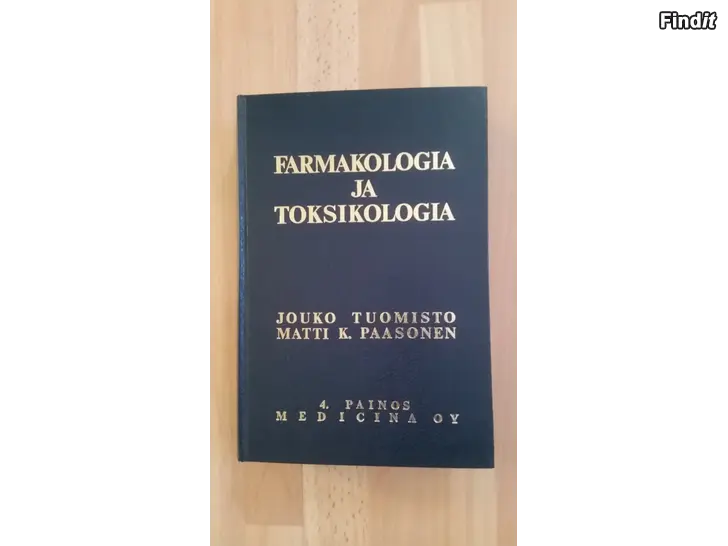 Findit
FARMAKOLOGIA
JA
TOKSIKOLOGIA
JOUKO TUOMISTO
MATTI K. PAASONEN
4. PAINOS
MEDICINA OY